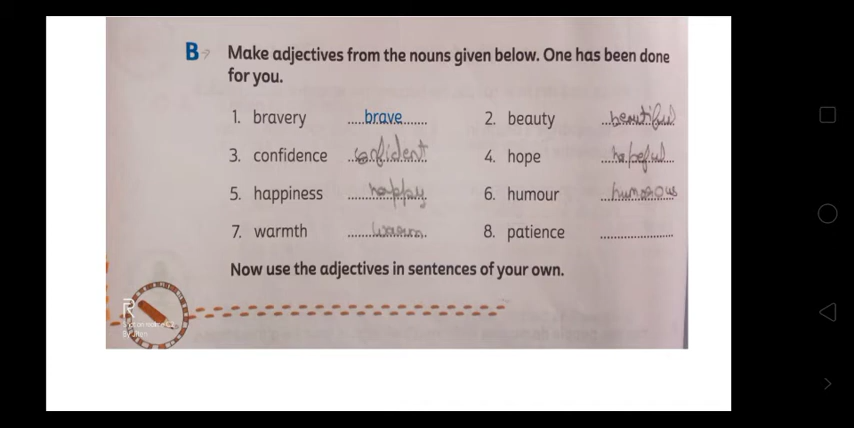 B Make adjectives from the nouns given below. One has been done
for you.
1. bravery .....brave....... 2. beauty ...beautiful.
3. confidence ...confident. 4. hope ...hopeful....
5. happiness .......happy. 6. humour ...humorous
7. warmth .......warm. 8. patience ......................
Now use the adjectives in sentences of your own.
R